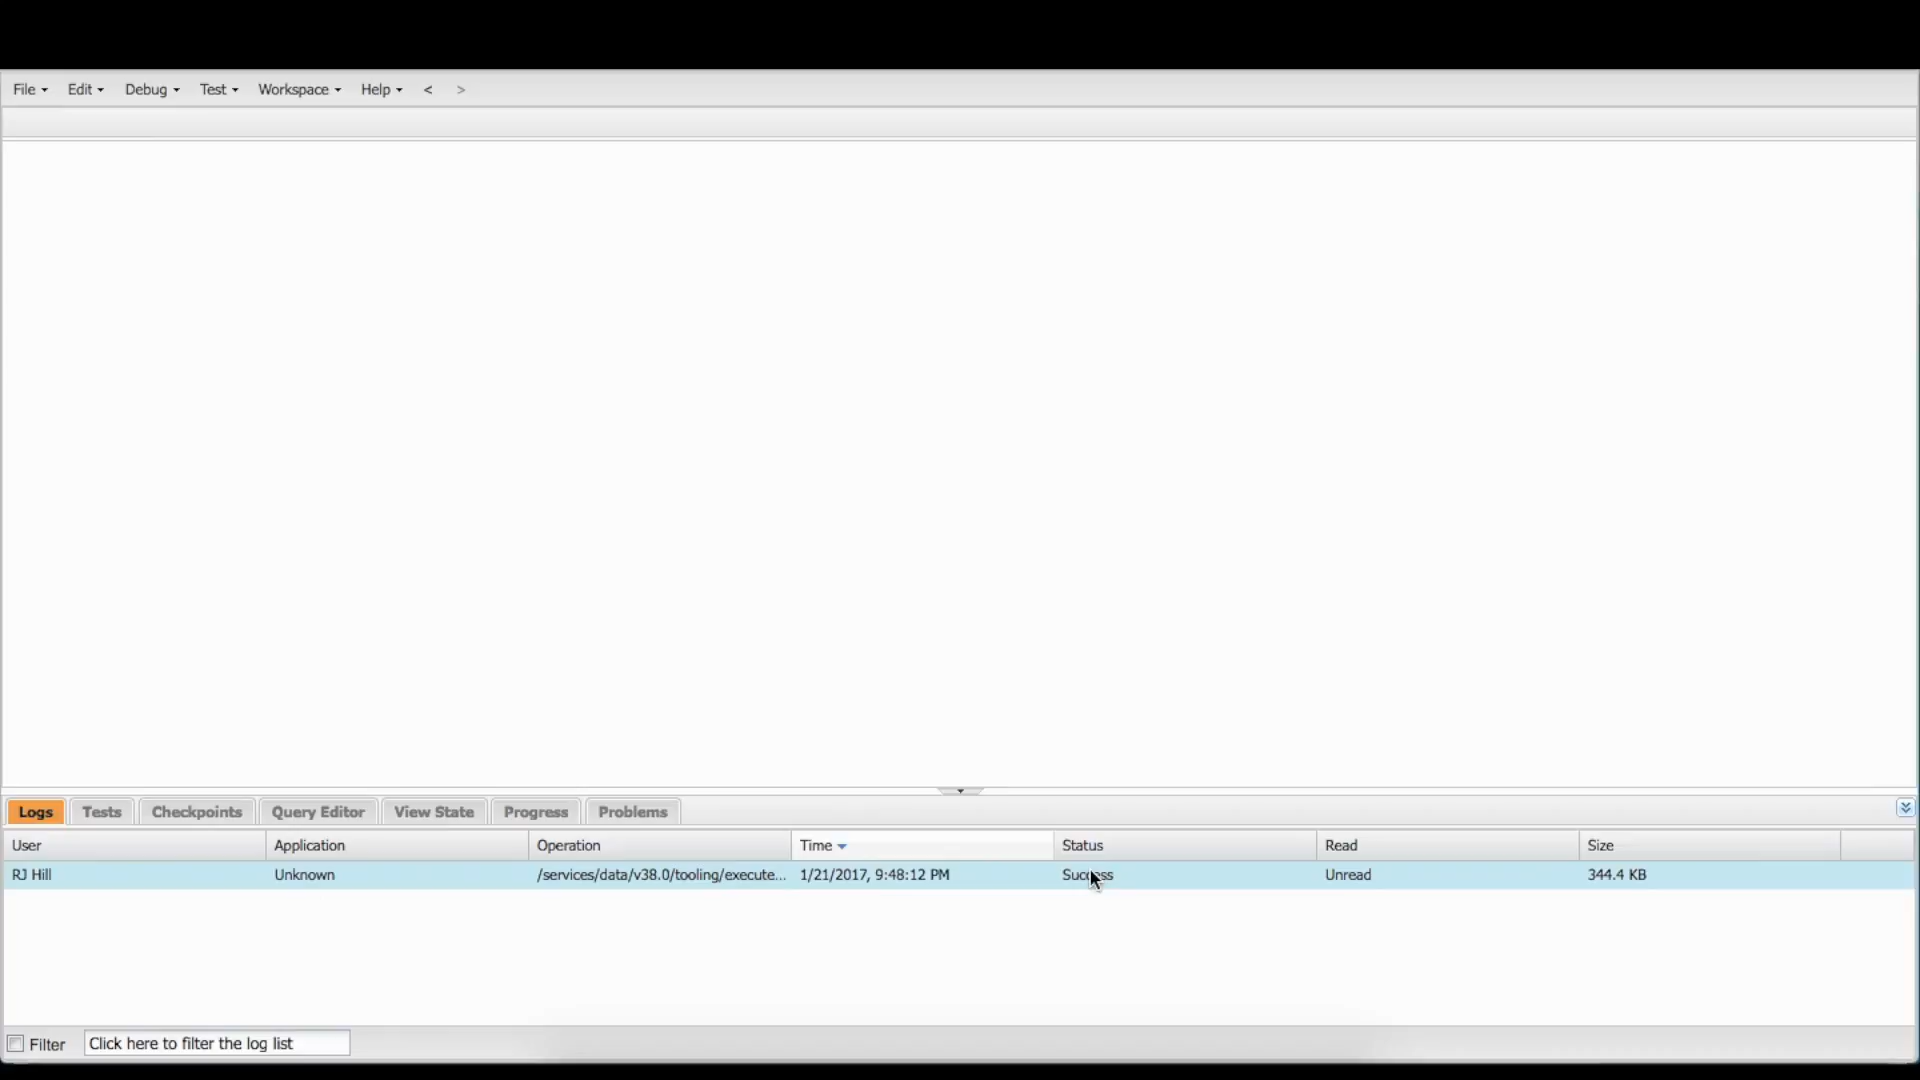 File Edit Debug Test Workspace Help < >
Logs Tests Checkpoints Query Editor View State Progress Problems
User Application Operation Time Status Read Size
RJ Hill Unknown /services/data/v38.0/tooling/execute... 1/21/2017, 9:48:12 PM Success Unread 344.4 KB
Filter Click here to filter the log list